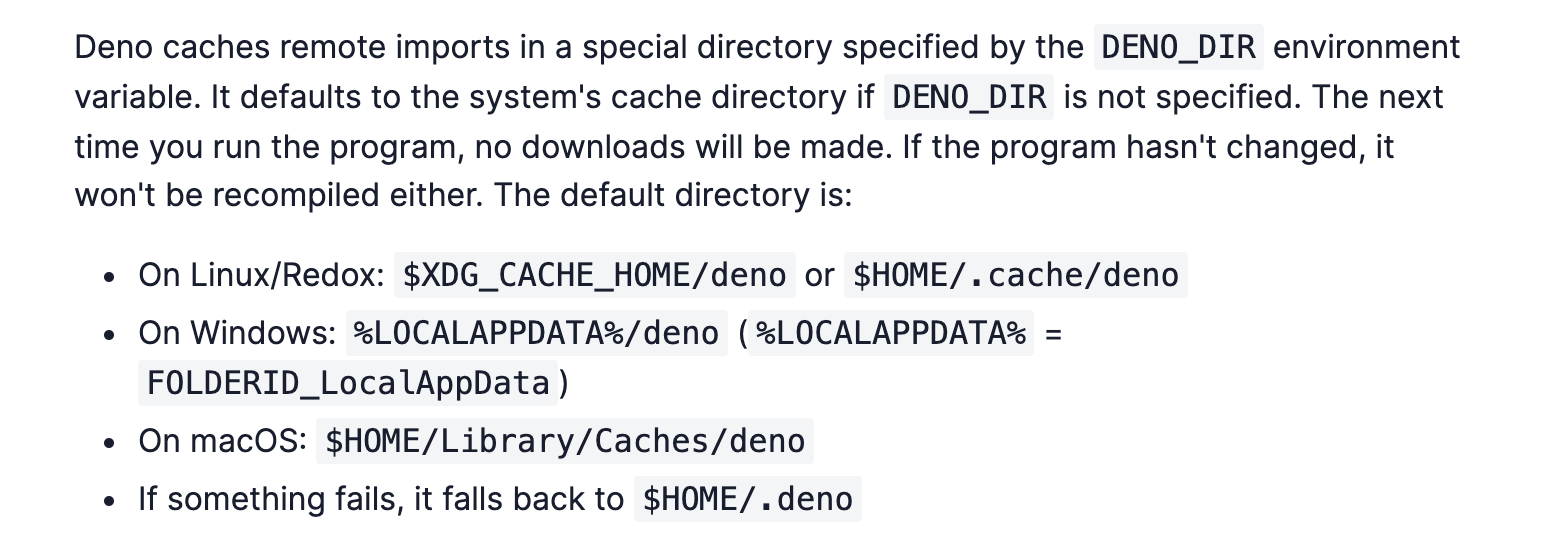 Deno caches remote imports in a special directory specified by the DENO_DIR environment
variable. It defaults to the system's cache directory if DENO_DIR is not specified. The next
time you run the program, no downloads will be made. If the program hasn't changed, it
won't be recompiled either. The default directory is:
• On Linux/Redox: $XDG_CACHE_HOME/deno or $HOME/.cache/deno
• On Windows: %LOCALAPPDATA%/deno (%LOCALAPPDATA% =
FOLDERID_LocalAppData)
• On macOS: $HOME/Library/Caches/deno
• If something fails, it falls back to $HOME/.deno